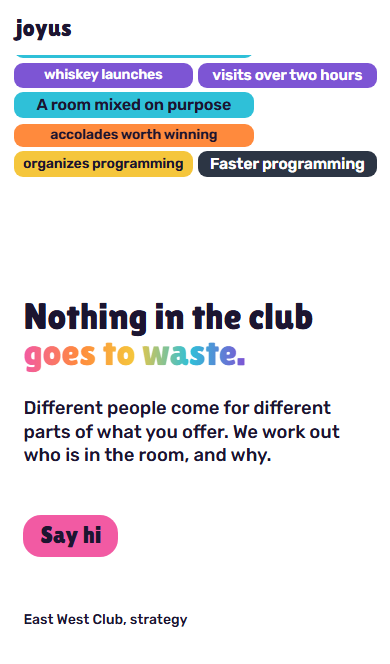 joyus
whiskey launches
visits over two hours
A room mixed on purpose
accolades worth winning
organizes programming
Faster programming
Nothing in the club
goes to waste.
Different people come for different
parts of what you offer. We work out
who is in the room, and why.
Say hi
East West Club, strategy